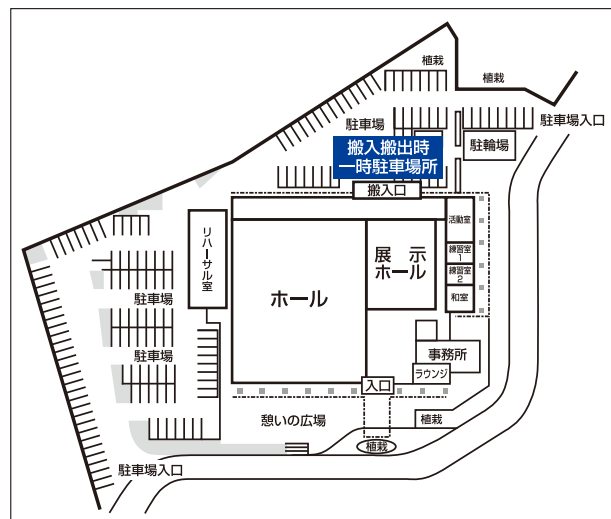 植栽
植栽
駐車場入口
駐車場
駐輪場
搬入搬出時
一時駐車場所
搬入口
活動室
リハーサル室
展示
ホール
練習室
1
練習室
2
ホール
和室
駐車場
駐車場
事務所
ラウンジ
入口
憩いの広場
植栽
植栽
駐車場入口